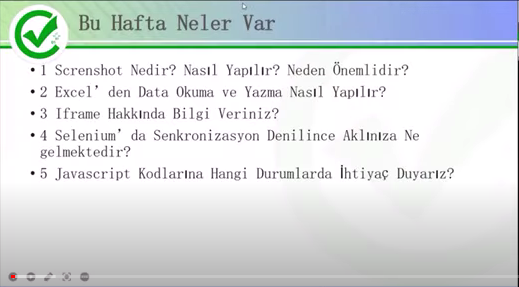 Bu Hafta Neler Var
• 1 Screnshot Nedir? Nasıl Yapılır? Neden Önemlidir?
• 2 Excel’den Data Okuma ve Yazma Nasıl Yapılır?
• 3 Iframe Hakkında Bilgi Veriniz?
• 4 Selenium’da Senkronizasyon Denilince Aklınıza Ne
gelmektedir?
• 5 Javascript Kodlarına Hangi Durumlarda İhtiyaç Duyarız?